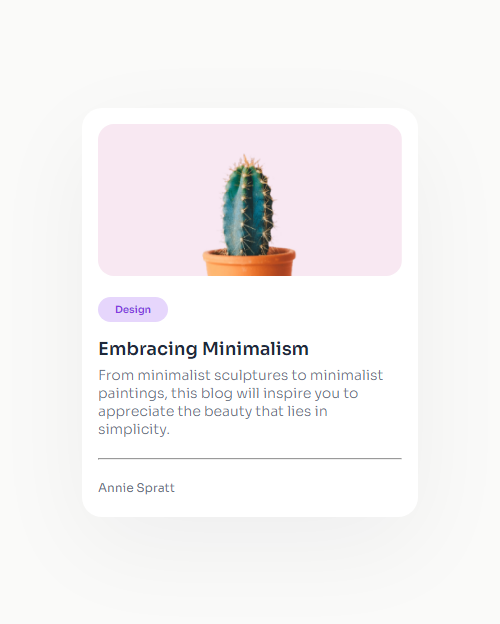 Design
Embracing Minimalism
From minimalist sculptures to minimalist
paintings, this blog will inspire you to
appreciate the beauty that lies in
simplicity.
Annie Spratt